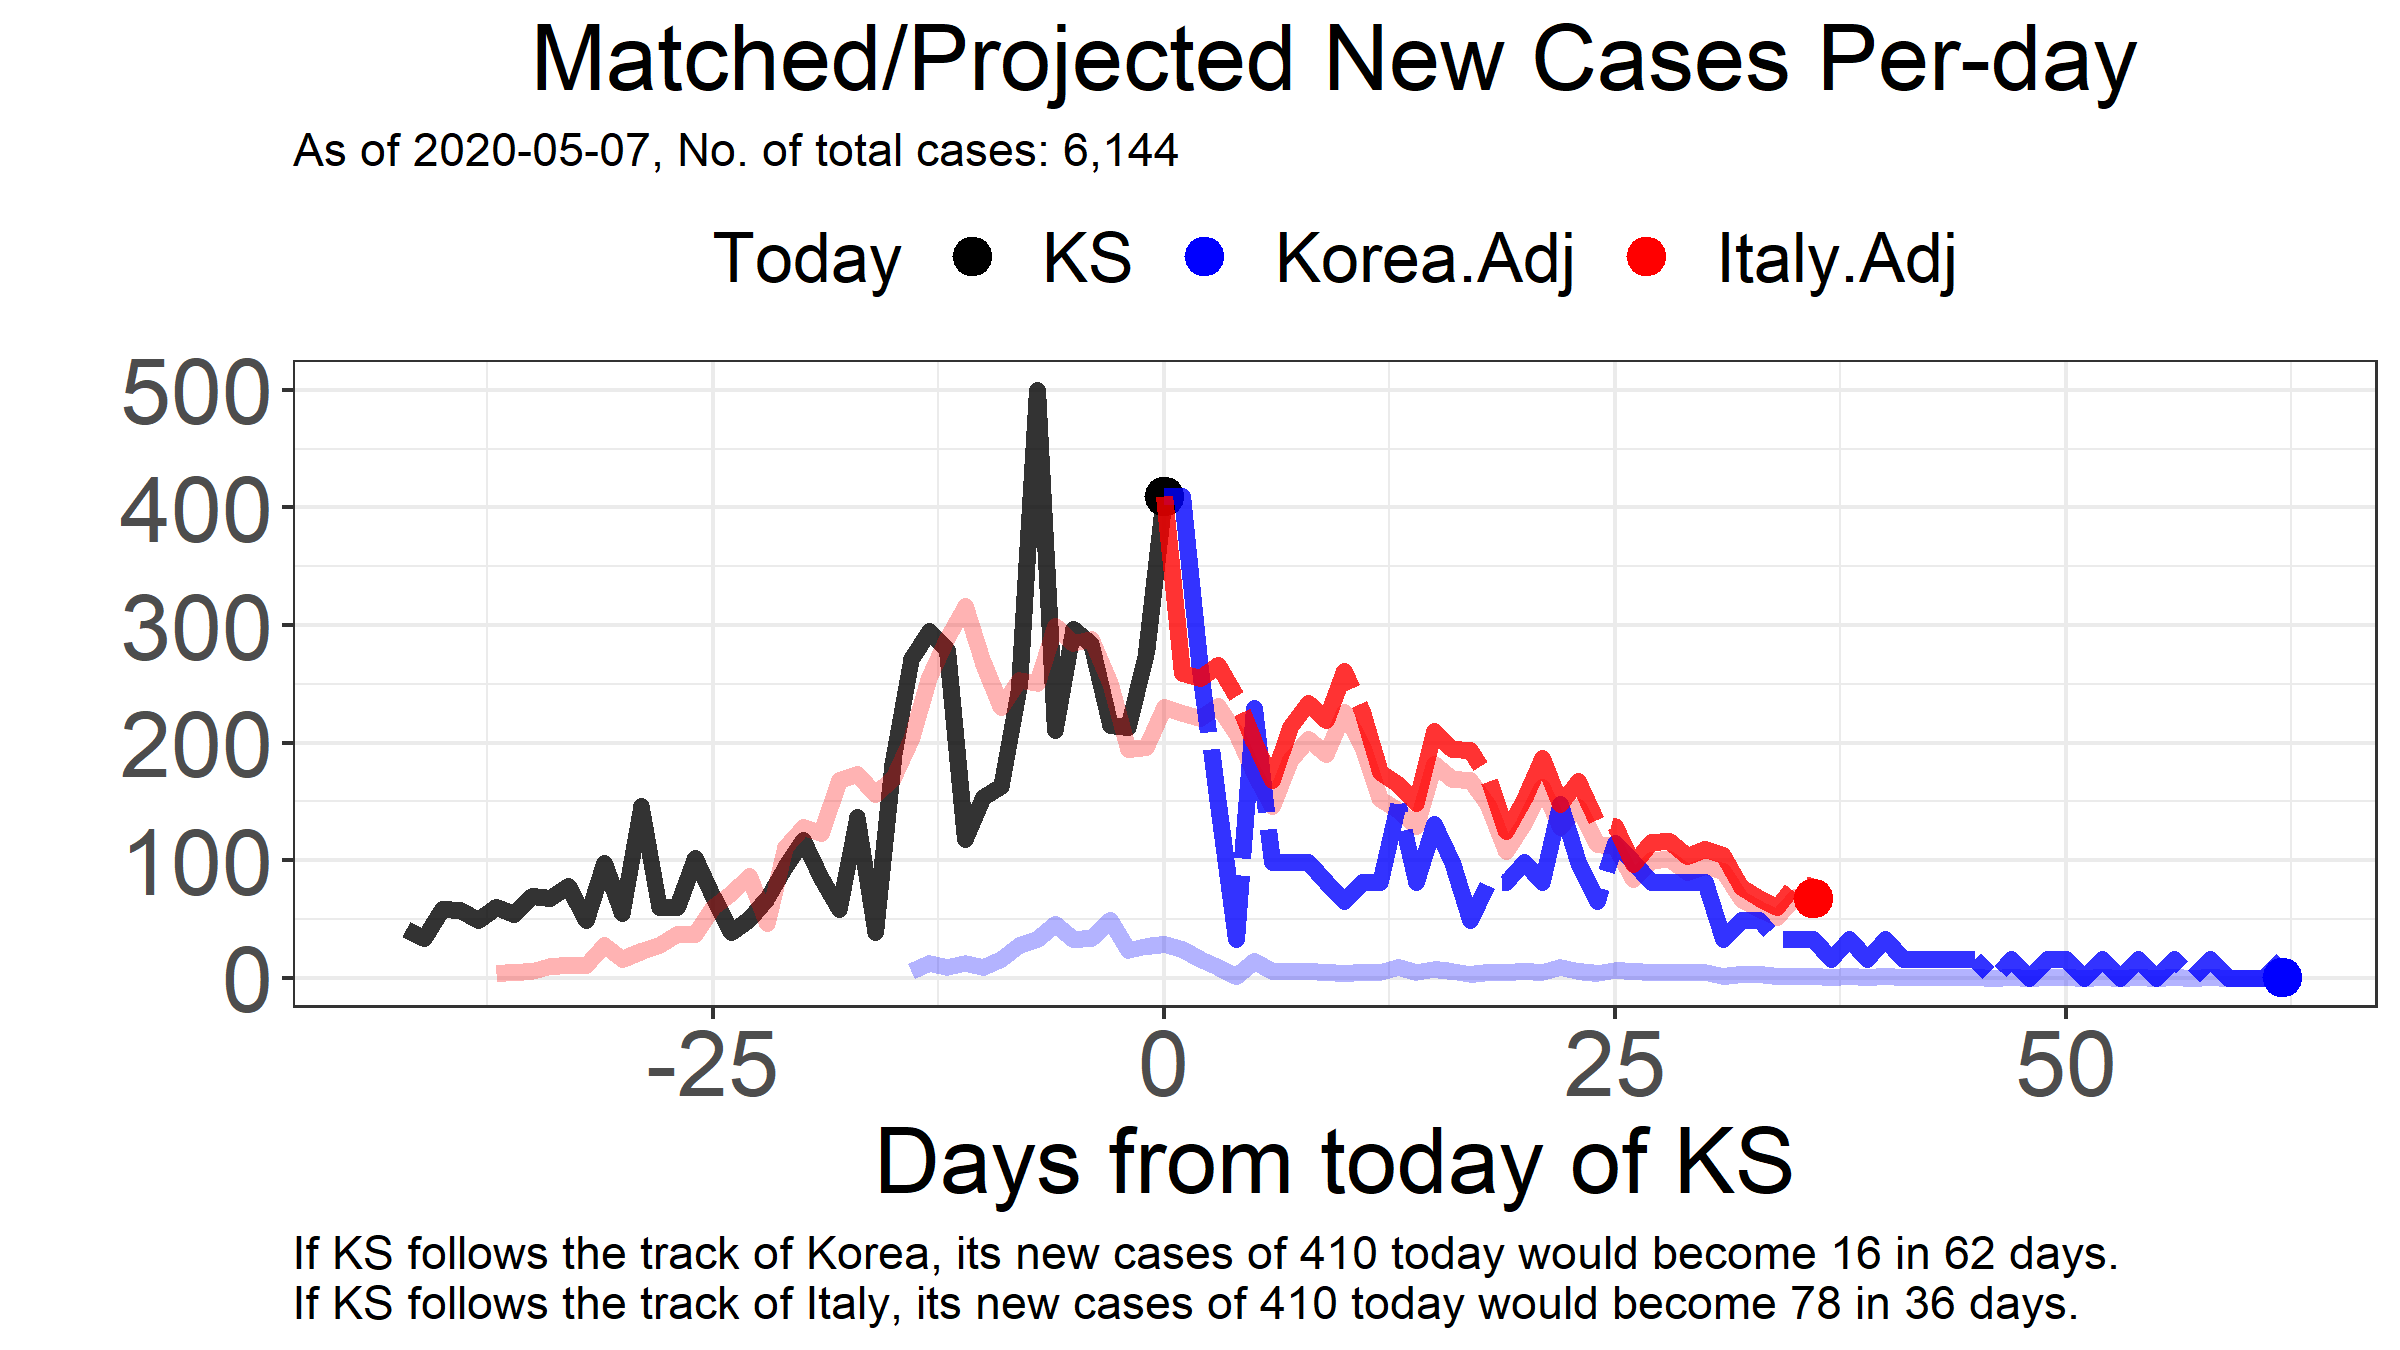 Matched/Projected New Cases Per-day
As of 2020-05-07, No. of total cases: 6,144
Today KS Korea.Adj Italy.Adj
500
400
300
200
100
0
-25 0 25 50
Days from today of KS
If KS follows the track of Korea, its new cases of 410 today would become 16 in 62 days.
If KS follows the track of Italy, its new cases of 410 today would become 78 in 36 days.